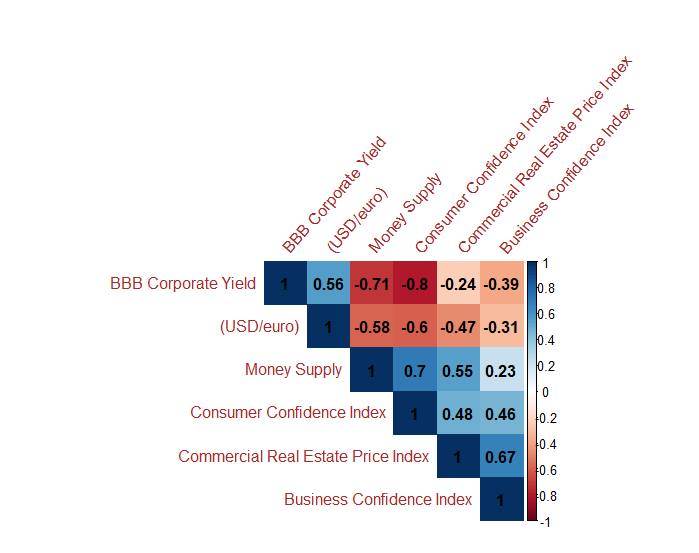 BBB Corporate Yield
(USD/euro)
Money Supply
Consumer Confidence Index
Commercial Real Estate Price Index
Business Confidence Index
BBB Corporate Yield 1 0.56 -0.71 -0.8 -0.24 -0.39
(USD/euro) 1 -0.58 -0.6 -0.47 -0.31
Money Supply 1 0.7 0.55 0.23
Consumer Confidence Index 1 0.48 0.46
Commercial Real Estate Price Index 1 0.67
Business Confidence Index 1
1
0.8
0.6
0.4
0.2
0
-0.2
-0.4
-0.6
-0.8
-1